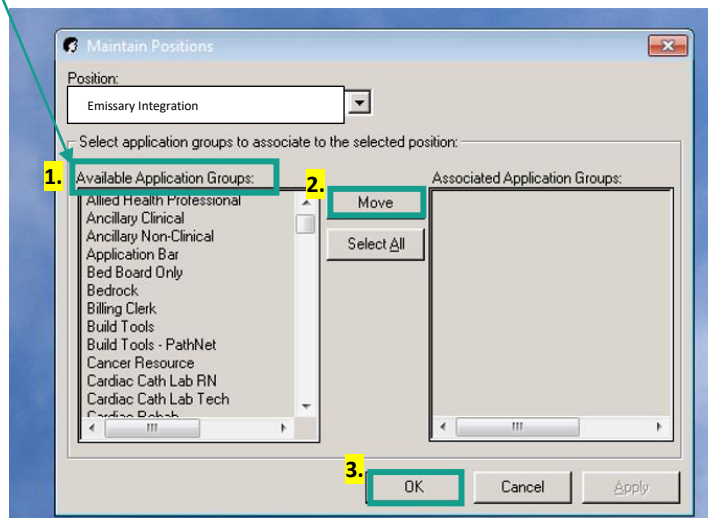 Maintain Positions
Position:
Emissary Integration
Select application groups to associate to the selected position:
1.
Available Application Groups:
2.
Associated Application Groups:
Allied Health Professional
Ancillary Clinical
Ancillary Non-Clinical
Application Bar
Bed Board Only
Bedrock
Billing Clerk
Build Tools
Build Tools - PathNet
Cancer Resource
Cardiac Cath Lab RN
Cardiac Cath Lab Tech
Cardiac Rehab
Move
Select All
3.
OK
Cancel
Apply